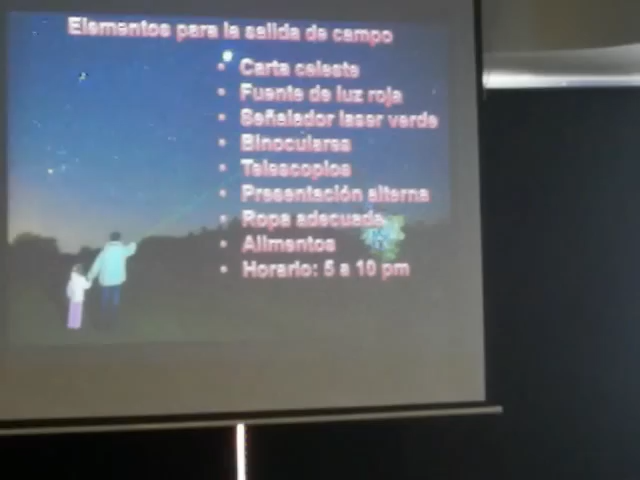 Elementos para la salida de campo
• Carta celeste
• Fuente de luz roja
• Señalador laser verde
• Binoculares
• Telescopios
• Presentación alterna
• Ropa adecuada
• Alimentos
• Horario: 5 a 10 pm